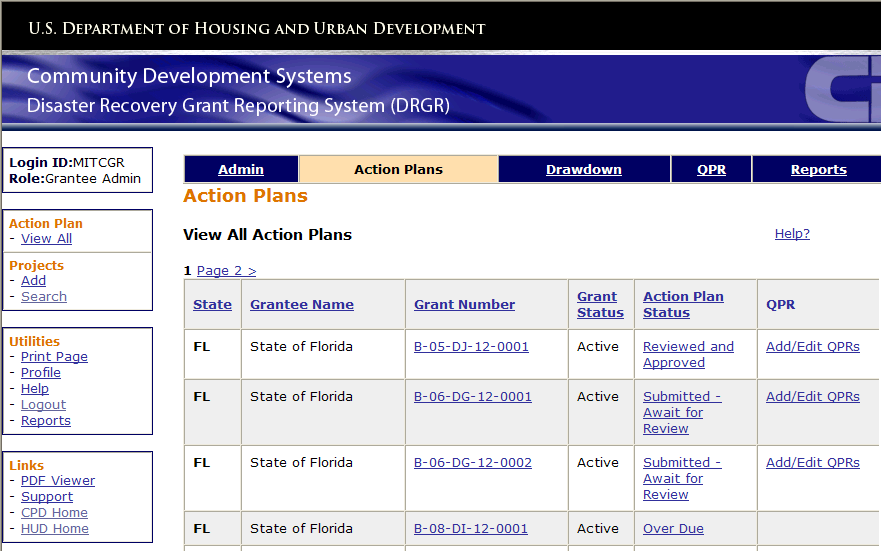 U.S. Department of Housing and Urban Development
Community Development Systems
Disaster Recovery Grant Reporting System (DRGR)
Login ID:MITCGR
Role:Grantee Admin
Admin Action Plans Drawdown QPR Reports
Action Plan
- View All
Projects
- Add
- Search
Utilities
- Print Page
- Profile
- Help
- Logout
- Reports
Links
- PDF Viewer
- Support
- CPD Home
- HUD Home
Action Plans
View All Action Plans
Help?
1 Page 2 >
State Grantee Name Grant Number Grant Status Action Plan Status QPR
FL State of Florida B-05-DJ-12-0001 Active Reviewed and Approved Add/Edit QPRs
FL State of Florida B-06-DG-12-0001 Active Submitted - Await for Review Add/Edit QPRs
FL State of Florida B-06-DG-12-0002 Active Submitted - Await for Review Add/Edit QPRs
FL State of Florida B-08-DI-12-0001 Active Over Due